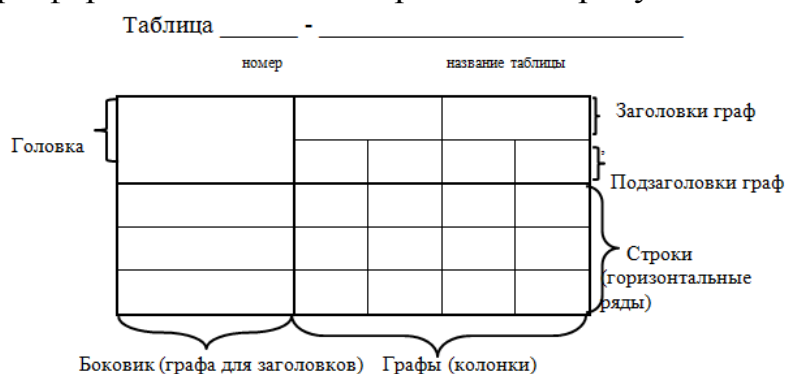 Таблица ______ - ______________________________
номер название таблицы
Заголовки граф
Головка
Подзаголовки граф
Строки
(горизонтальные
ряды)
Боковик (графа для заголовков) Графы (колонки)